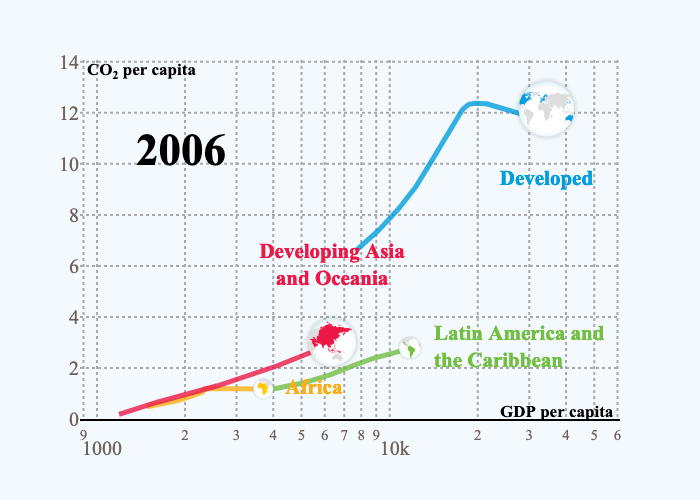 14
CO₂ per capita
12
2006
10
Developed
8
Developing Asia
and Oceania
6
4
Latin America and
the Caribbean
2
Africa
GDP per capita
0
9 2 3 4 5 6 7 8 9 2 3 4 5 6
1000 10k